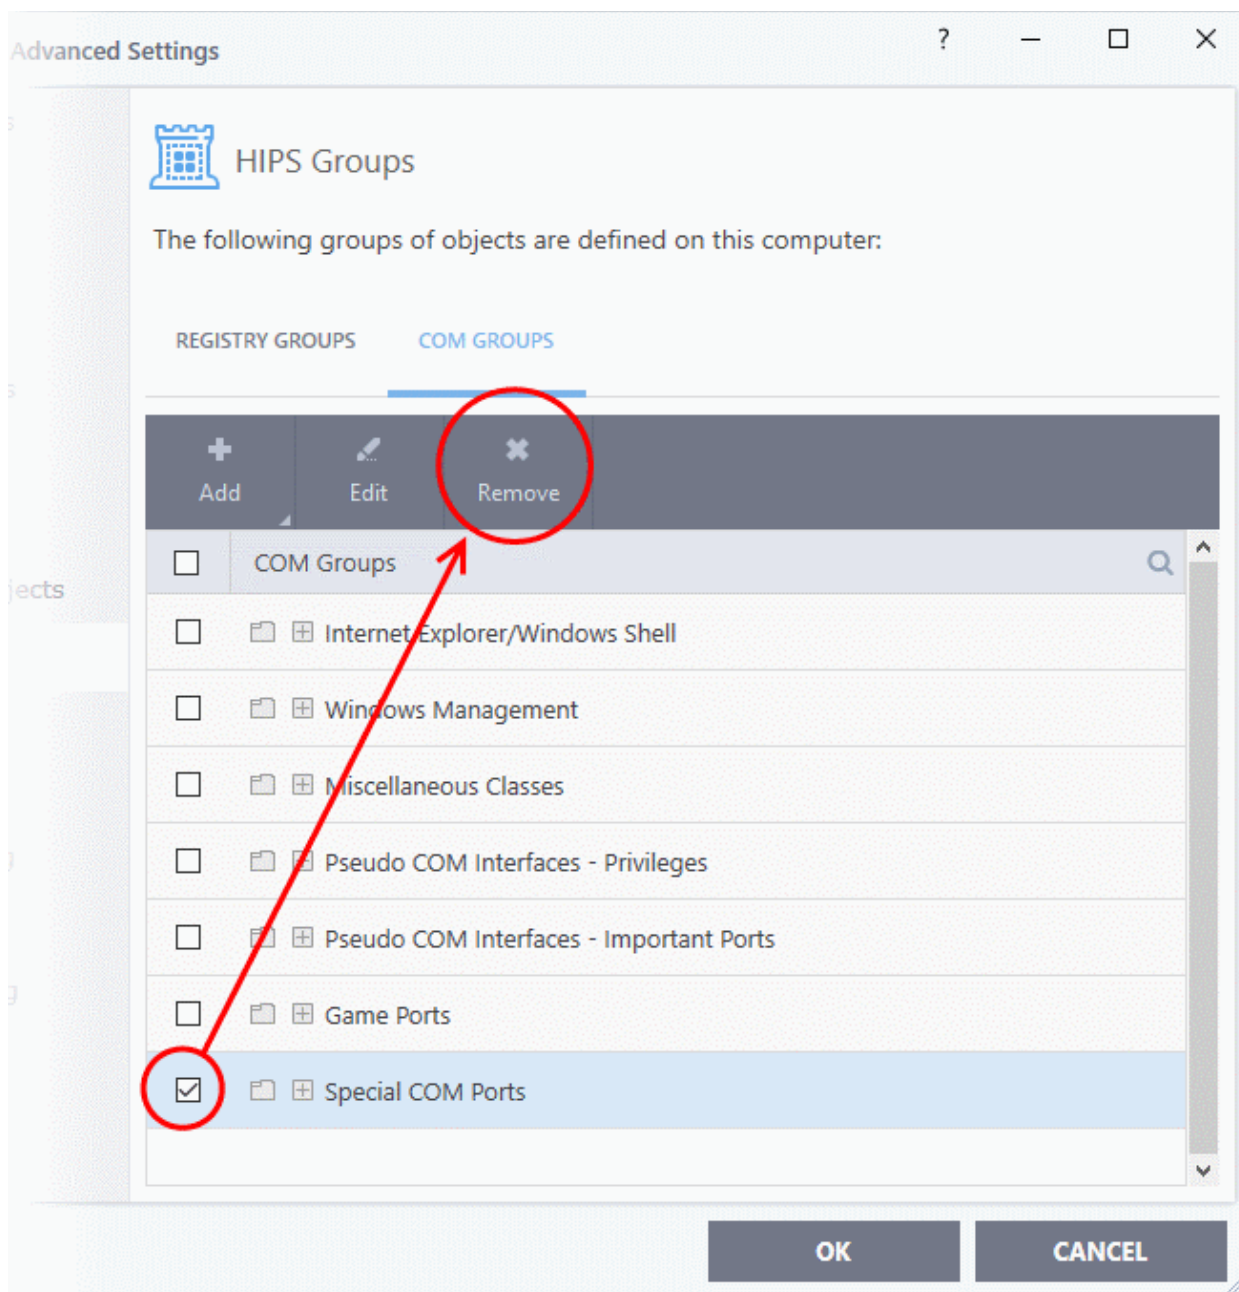 Advanced Settings
?
HIPS Groups
The following groups of objects are defined on this computer:
REGISTRY GROUPS COM GROUPS
Add Edit Remove
COM Groups
Internet Explorer/Windows Shell
jects
Windows Management
Miscellaneous Classes
Pseudo COM Interfaces - Privileges
Pseudo COM Interfaces - Important Ports
Game Ports
Special COM Ports
OK CANCEL